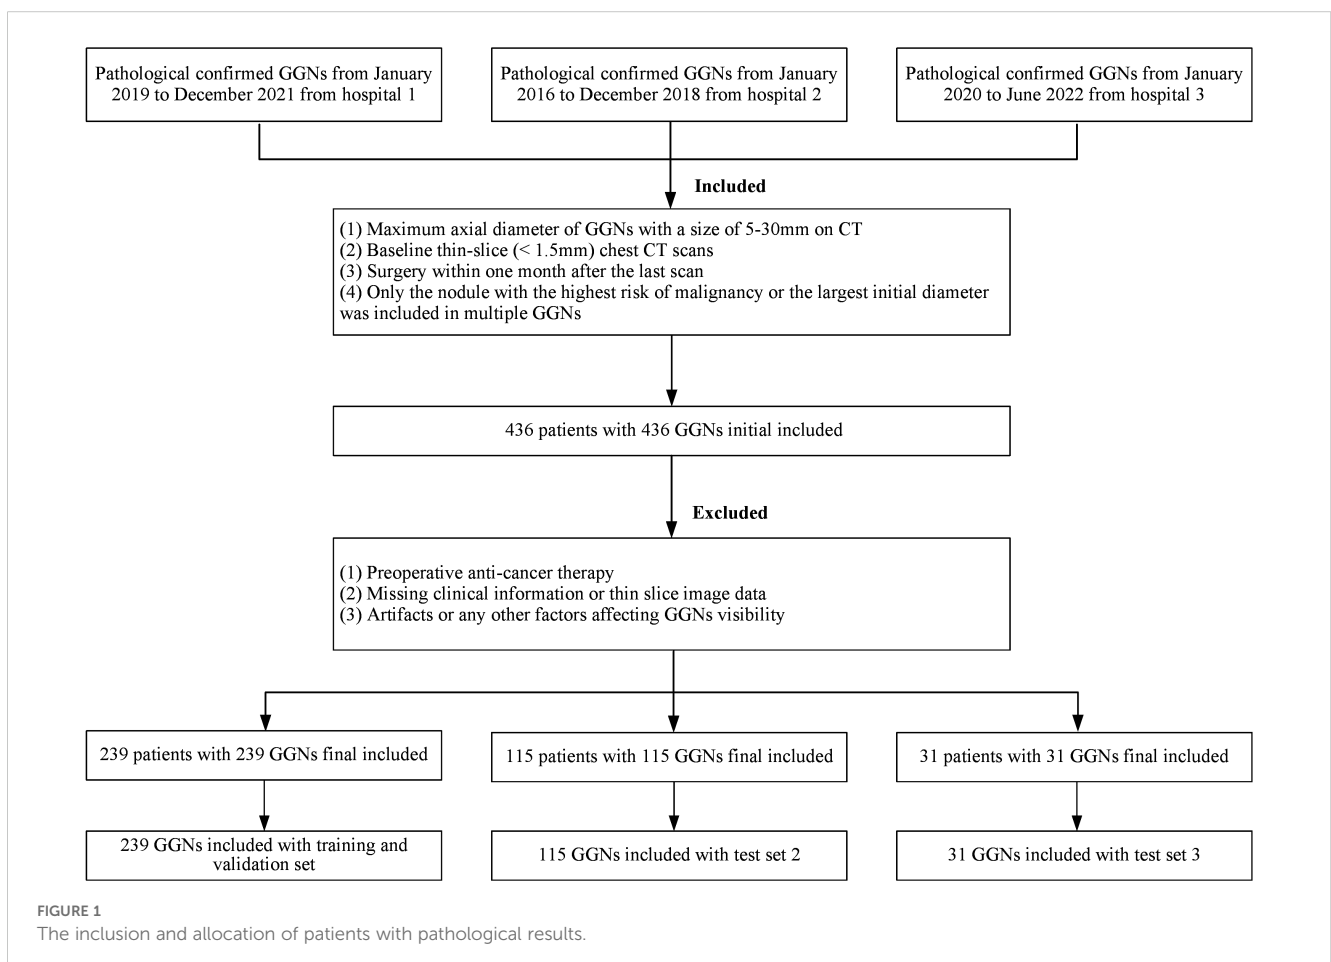 Pathological confirmed GGNs from January
2019 to December 2021 from hospital 1
Pathological confirmed GGNs from January
2016 to December 2018 from hospital 2
Pathological confirmed GGNs from January
2020 to June 2022 from hospital 3
Included
(1) Maximum axial diameter of GGNs with a size of 5-30mm on CT
(2) Baseline thin-slice (< 1.5mm) chest CT scans
(3) Surgery within one month after the last scan
(4) Only the nodule with the highest risk of malignancy or the largest initial diameter
was included in multiple GGNs
436 patients with 436 GGNs initial included
Excluded
(1) Preoperative anti-cancer therapy
(2) Missing clinical information or thin slice image data
(3) Artifacts or any other factors affecting GGNs visibility
239 patients with 239 GGNs final included
115 patients with 115 GGNs final included
31 patients with 31 GGNs final included
239 GGNs included with training and
validation set
115 GGNs included with test set 2
31 GGNs included with test set 3
FIGURE 1
The inclusion and allocation of patients with pathological results.